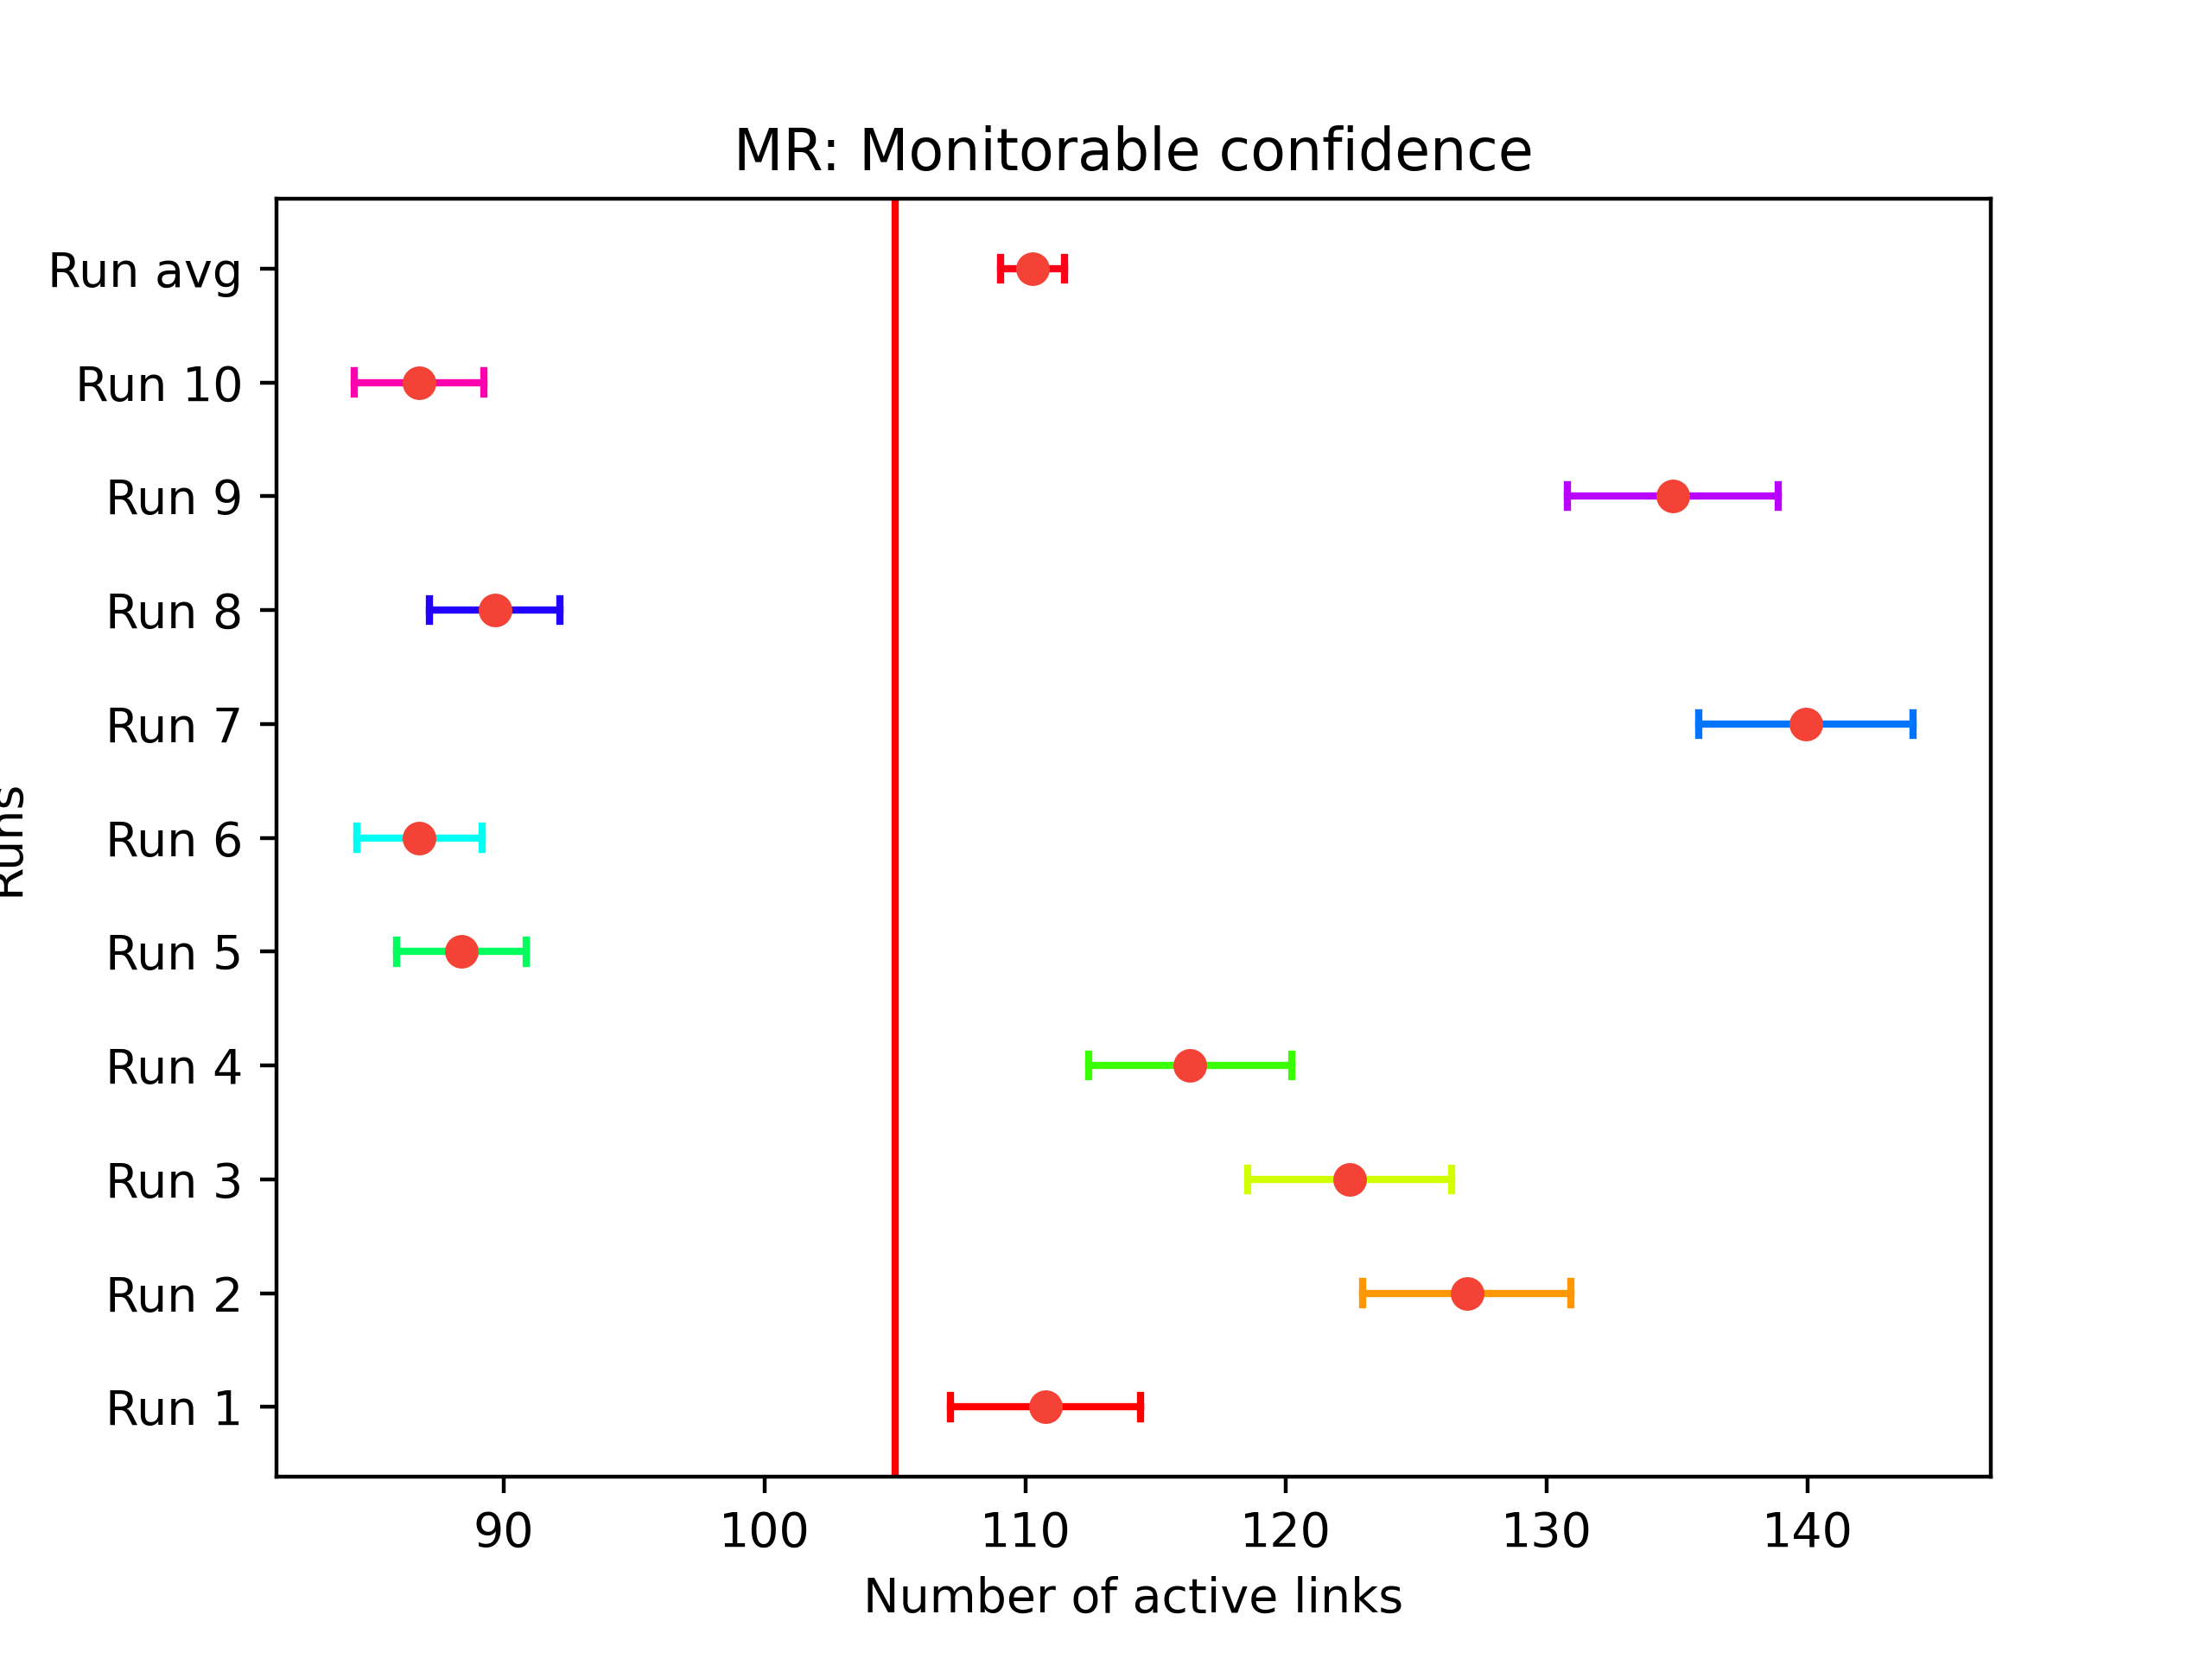 MR: Monitorable confidence
Run avg
Run 10
Run 9
Run 8
Run 7
Run 6
Run 5
Run 4
Run 3
Run 2
Run 1
Runs
90 100 110 120 130 140
Number of active links